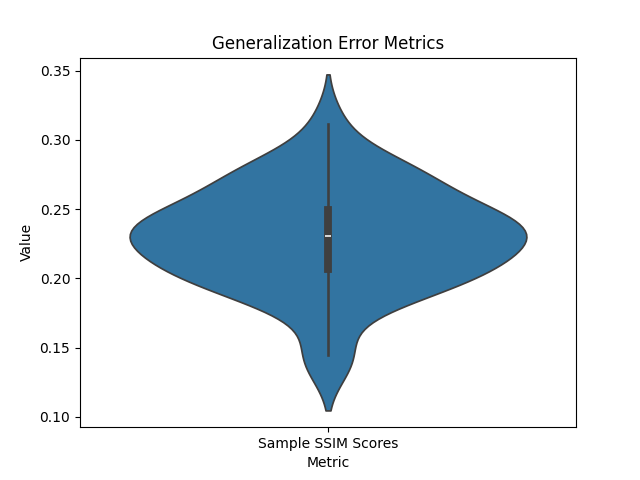 Generalization Error Metrics
0.35
0.30
0.25
0.20
0.15
0.10
Value
Sample SSIM Scores
Metric